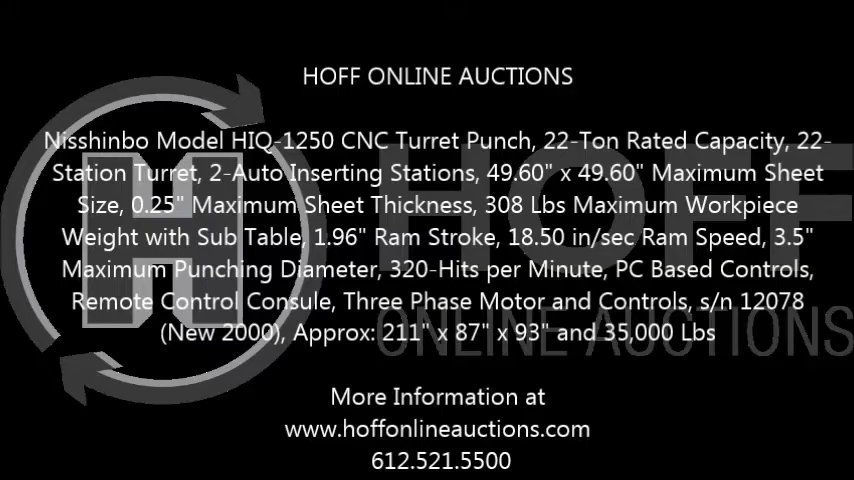 HOFF ONLINE AUCTIONS
Nisshinbo Model HIQ-1250 CNC Turret Punch, 22-Ton Rated Capacity, 22-
Station Turret, 2-Auto Inserting Stations, 49.60" x 49.60" Maximum Sheet
Size, 0.25" Maximum Sheet Thickness, 308 Lbs Maximum Workpiece
Weight with Sub Table, 1.96" Ram Stroke, 18.50 in/sec Ram Speed, 3.5"
Maximum Punching Diameter, 320-Hits per Minute, PC Based Controls,
Remote Control Consule, Three Phase Motor and Controls, s/n 12078
(New 2000), Approx: 211" x 87" x 93" and 35,000 Lbs
More Information at
www.hoffonlineauctions.com
612.521.5500
H
HOFF
ONLINE AUCTIONS